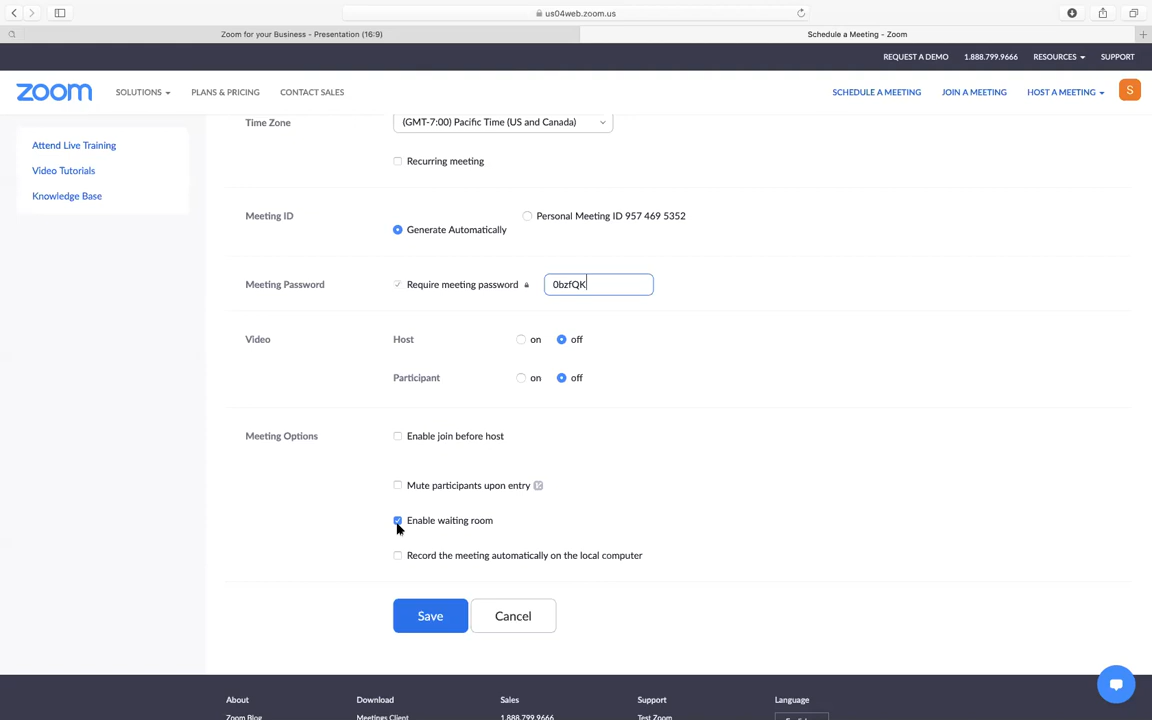 us04web.zoom.us
Zoom for your Business - Presentation (16:9)
Schedule a Meeting - Zoom
REQUEST A DEMO 1.888.799.9666 RESOURCES SUPPORT
zoom SOLUTIONS PLANS & PRICING CONTACT SALES SCHEDULE A MEETING JOIN A MEETING HOST A MEETING S
Attend Live Training
Video Tutorials
Knowledge Base
Time Zone (GMT-7:00) Pacific Time (US and Canada)
Recurring meeting
Meeting ID Personal Meeting ID 957 469 5352
Generate Automatically
Meeting Password Require meeting password 0bzfQK
Video Host on off
Participant on off
Meeting Options Enable join before host
Mute participants upon entry
Enable waiting room
Record the meeting automatically on the local computer
Save Cancel
About Download Sales Support Language
Zoom Blog Meetings Client 1.888.799.9666 Test Zoom